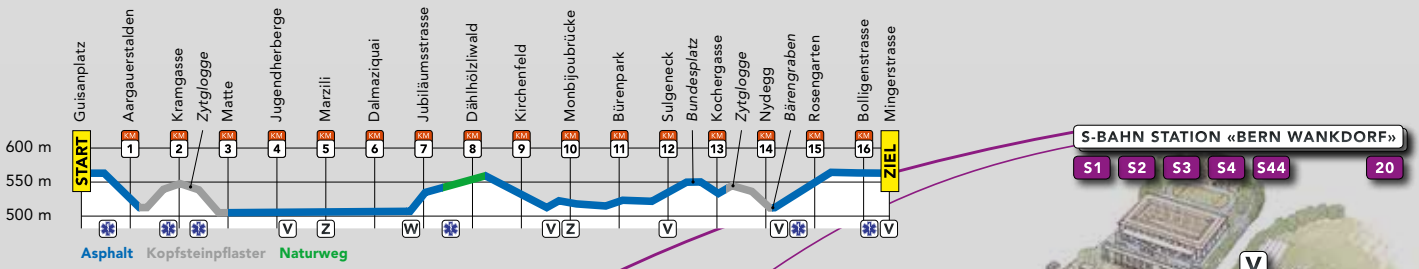 Guisanplatz
Aargauerstalden
Kramgasse
Zytglogge
Matte
Jugendherberge
Marzili
Dalmaziquai
Jubiläumsstrasse
Dählhölzliwald
Kirchenfeld
Monbijoubrücke
Bürenpark
Sulgeneck
Bundesplatz
Kochergasse
Zytglogge
Nydegg
Bärengraben
Rosengarten
Bolligenstrasse
Mingerstrasse
START
KM 1
KM 2
KM 3
KM 4
KM 5
KM 6
KM 7
KM 8
KM 9
KM 10
KM 11
KM 12
KM 13
KM 14
KM 15
KM 16
ZIEL
600 m
550 m
500 m
V Z W V Z V V V
Asphalt Kopfsteinpflaster Naturweg
S-BAHN STATION «BERN WANKDORF»
S1 S2 S3 S4 S44 20
V